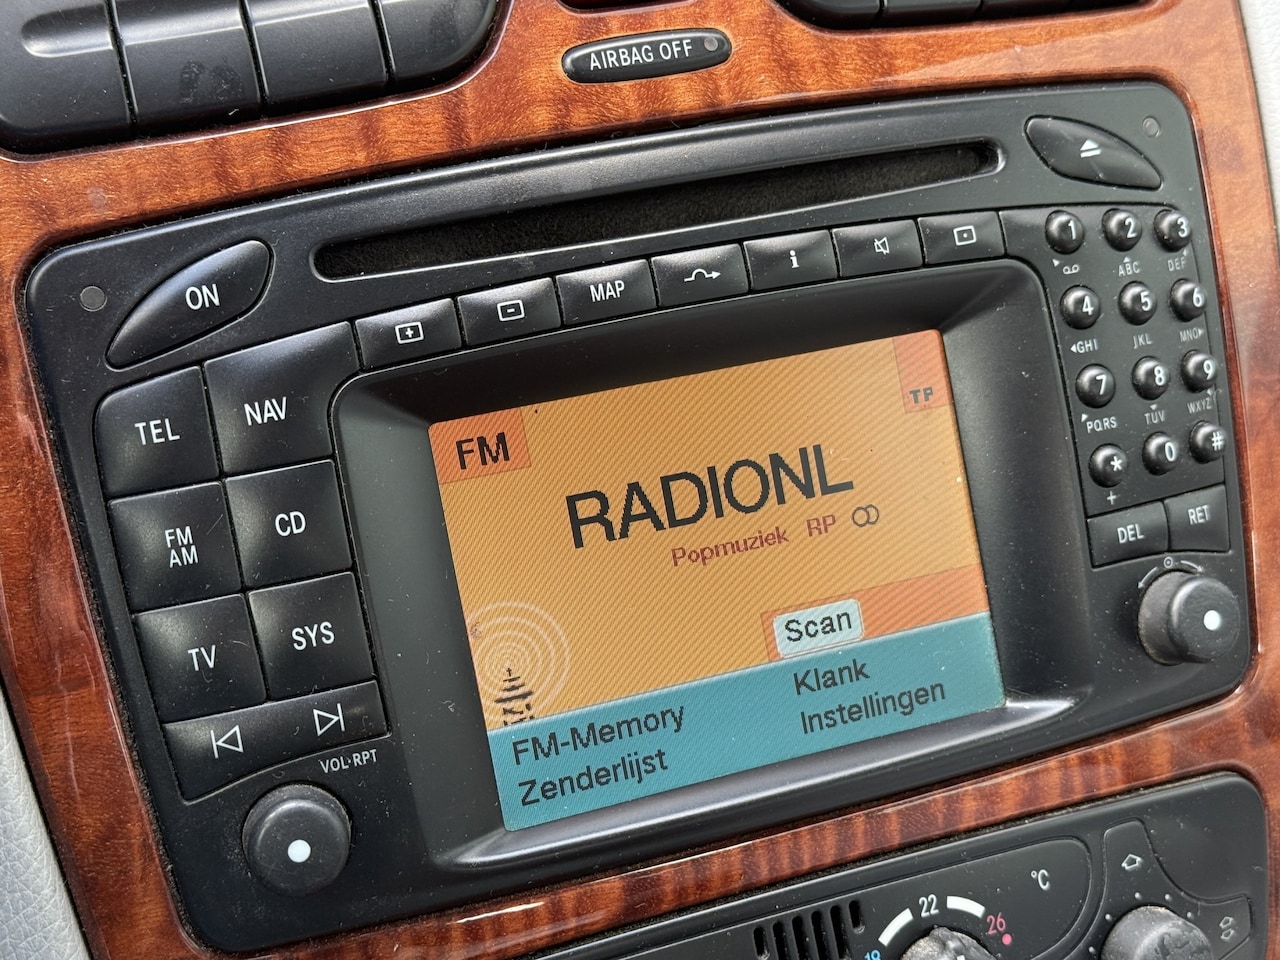 AIRBAG OFF
ON
MAP
i
TEL
NAV
FM
AM
CD
TV
SYS
VOL·RPT
FM
TP
RADIONL
Popmuziek RP
Scan
FM-Memory
Klank
Zenderlijst
Instellingen
1 2 3
ABC DEF
4 5 6
GHI JKL MNO
7 8 9
PQRS TUV WXYZ
* 0 #
+
DEL RET
22
26
°C